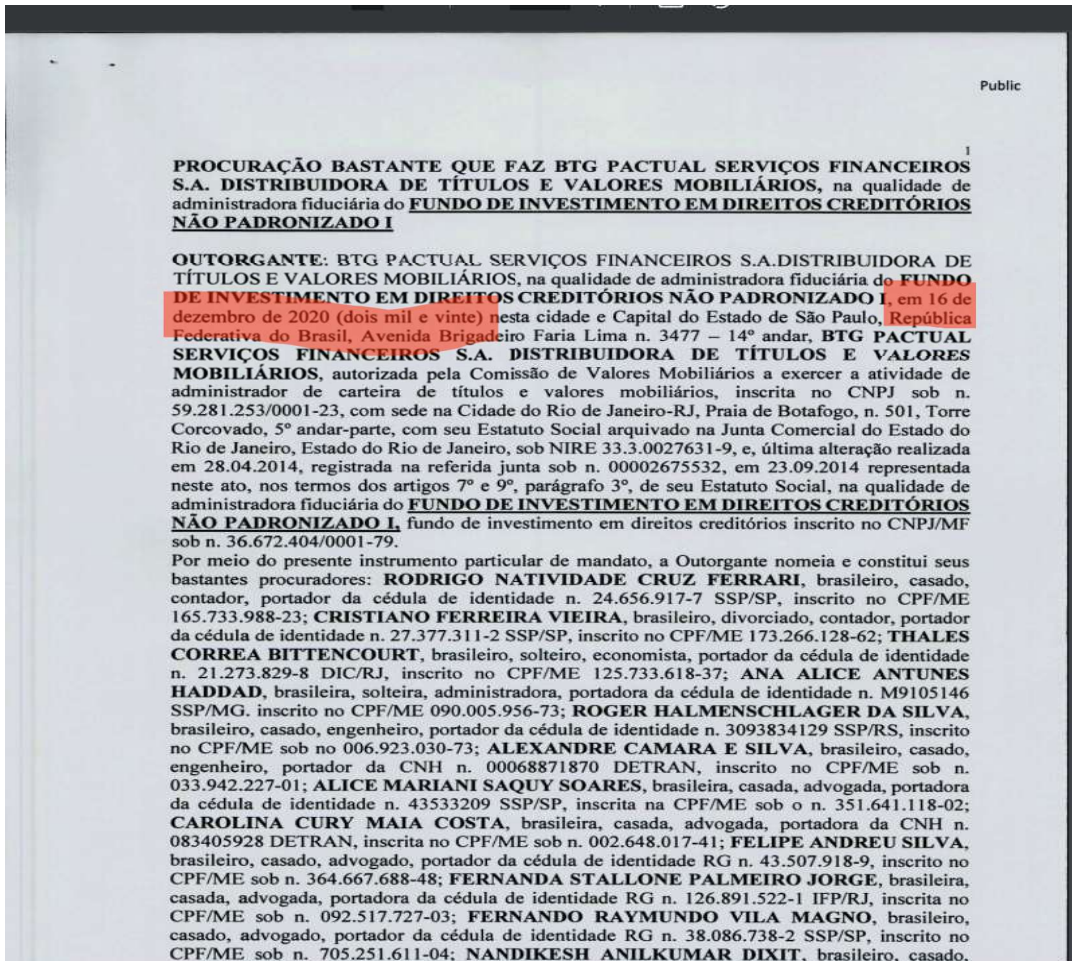 Public
1
PROCURAÇÃO BASTANTE QUE FAZ BTG PACTUAL SERVIÇOS FINANCEIROS
S.A. DISTRIBUIDORA DE TÍTULOS E VALORES MOBILIÁRIOS, na qualidade de
administradora fiduciária do FUNDO DE INVESTIMENTO EM DIREITOS CREDITÓRIOS
NÃO PADRONIZADO I
OUTORGANTE: BTG PACTUAL SERVIÇOS FINANCEIROS S.A.DISTRIBUIDORA DE
TÍTULOS E VALORES MOBILIÁRIOS, na qualidade de administradora fiduciária do FUNDO
DE INVESTIMENTO EM DIREITOS CREDITÓRIOS NÃO PADRONIZADO I, em 16 de
dezembro de 2020 (dois mil e vinte) nesta cidade e Capital do Estado de São Paulo, República
Federativa do Brasil, Avenida Brigadeiro Faria Lima n. 3477 – 14º andar, BTG PACTUAL
SERVIÇOS FINANCEIROS S.A. DISTRIBUIDORA DE TÍTULOS E VALORES
MOBILIÁRIOS, autorizada pela Comissão de Valores Mobiliários a exercer a atividade de
administrador de carteira de títulos e valores mobiliários, inscrita no CNPJ sob n.
59.281.253/0001-23, com sede na Cidade do Rio de Janeiro-RJ, Praia de Botafogo, n. 501, Torre
Corcovado, 5º andar-parte, com seu Estatuto Social arquivado na Junta Comercial do Estado do
Rio de Janeiro, Estado do Rio de Janeiro, sob NIRE 33.3.0027631-9, e, última alteração realizada
em 28.04.2014, registrada na referida junta sob n. 00002675532, em 23.09.2014 representada
neste ato, nos termos dos artigos 7º e 9º, parágrafo 3º, de seu Estatuto Social, na qualidade de
administradora fiduciária do FUNDO DE INVESTIMENTO EM DIREITOS CREDITÓRIOS
NÃO PADRONIZADO I, fundo de investimento em direitos creditórios inscrito no CNPJ/MF
sob n. 36.672.404/0001-79.
Por meio do presente instrumento particular de mandato, a Outorgante nomeia e constitui seus
bastantes procuradores: RODRIGO NATIVIDADE CRUZ FERRARI, brasileiro, casado,
contador, portador da cédula de identidade n. 24.656.917-7 SSP/SP, inscrito no CPF/ME
165.733.988-23; CRISTIANO FERREIRA VIEIRA, brasileiro, divorciado, contador, portador
da cédula de identidade n. 27.377.311-2 SSP/SP, inscrito no CPF/ME 173.266.128-62; THALES
CORREA BITTENCOURT, brasileiro, solteiro, economista, portador da cédula de identidade
n. 21.273.829-8 DIC/RJ, inscrito no CPF/ME 125.733.618-37; ANA ALICE ANTUNES
HADDAD, brasileira, solteira, administradora, portadora da cédula de identidade n. M9105146
SSP/MG. inscrito no CPF/ME 090.005.956-73; ROGER HALMENSCHLAGER DA SILVA,
brasileiro, casado, engenheiro, portador da cédula de identidade n. 3093834129 SSP/RS, inscrito
no CPF/ME sob no 006.923.030-73; ALEXANDRE CAMARA E SILVA, brasileiro, casado,
engenheiro, portador da CNH n. 00068871870 DETRAN, inscrito no CPF/ME sob n.
033.942.227-01; ALICE MARIANI SAQUY SOARES, brasileira, casada, advogada, portadora
da cédula de identidade n. 43533209 SSP/SP, inscrita na CPF/ME sob o n. 351.641.118-02;
CAROLINA CURY MAIA COSTA, brasileira, casada, advogada, portadora da CNH n.
083405928 DETRAN, inscrita no CPF/ME sob n. 002.648.017-41; FELIPE ANDREU SILVA,
brasileiro, casado, advogado, portador da cédula de identidade RG n. 43.507.918-9, inscrito no
CPF/ME sob n. 364.667.688-48; FERNANDA STALLONE PALMEIRO JORGE, brasileira,
casada, advogada, portadora da cédula de identidade RG n. 126.891.522-1 IFP/RJ, inscrita no
CPF/ME sob n. 092.517.727-03; FERNANDO RAYMUNDO VILA MAGNO, brasileiro,
casado, advogado, portador da cédula de identidade RG n. 38.086.738-2 SSP/SP, inscrito no
CPF/ME sob n. 705.251.611-04; NANDIKESH ANILKUMAR DIXIT, brasileiro, casado,